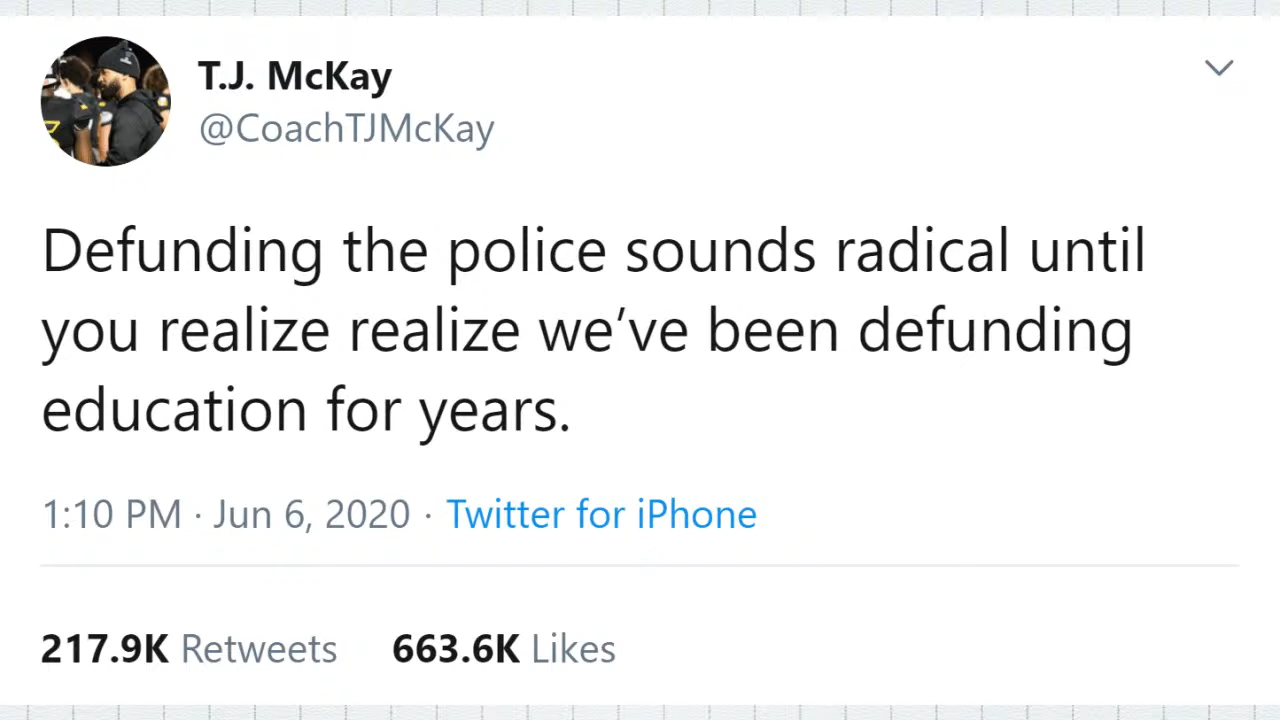 T.J. McKay
@CoachTJMcKay
Defunding the police sounds radical until
you realize realize we’ve been defunding
education for years.
1:10 PM · Jun 6, 2020 · Twitter for iPhone
217.9K Retweets 663.6K Likes